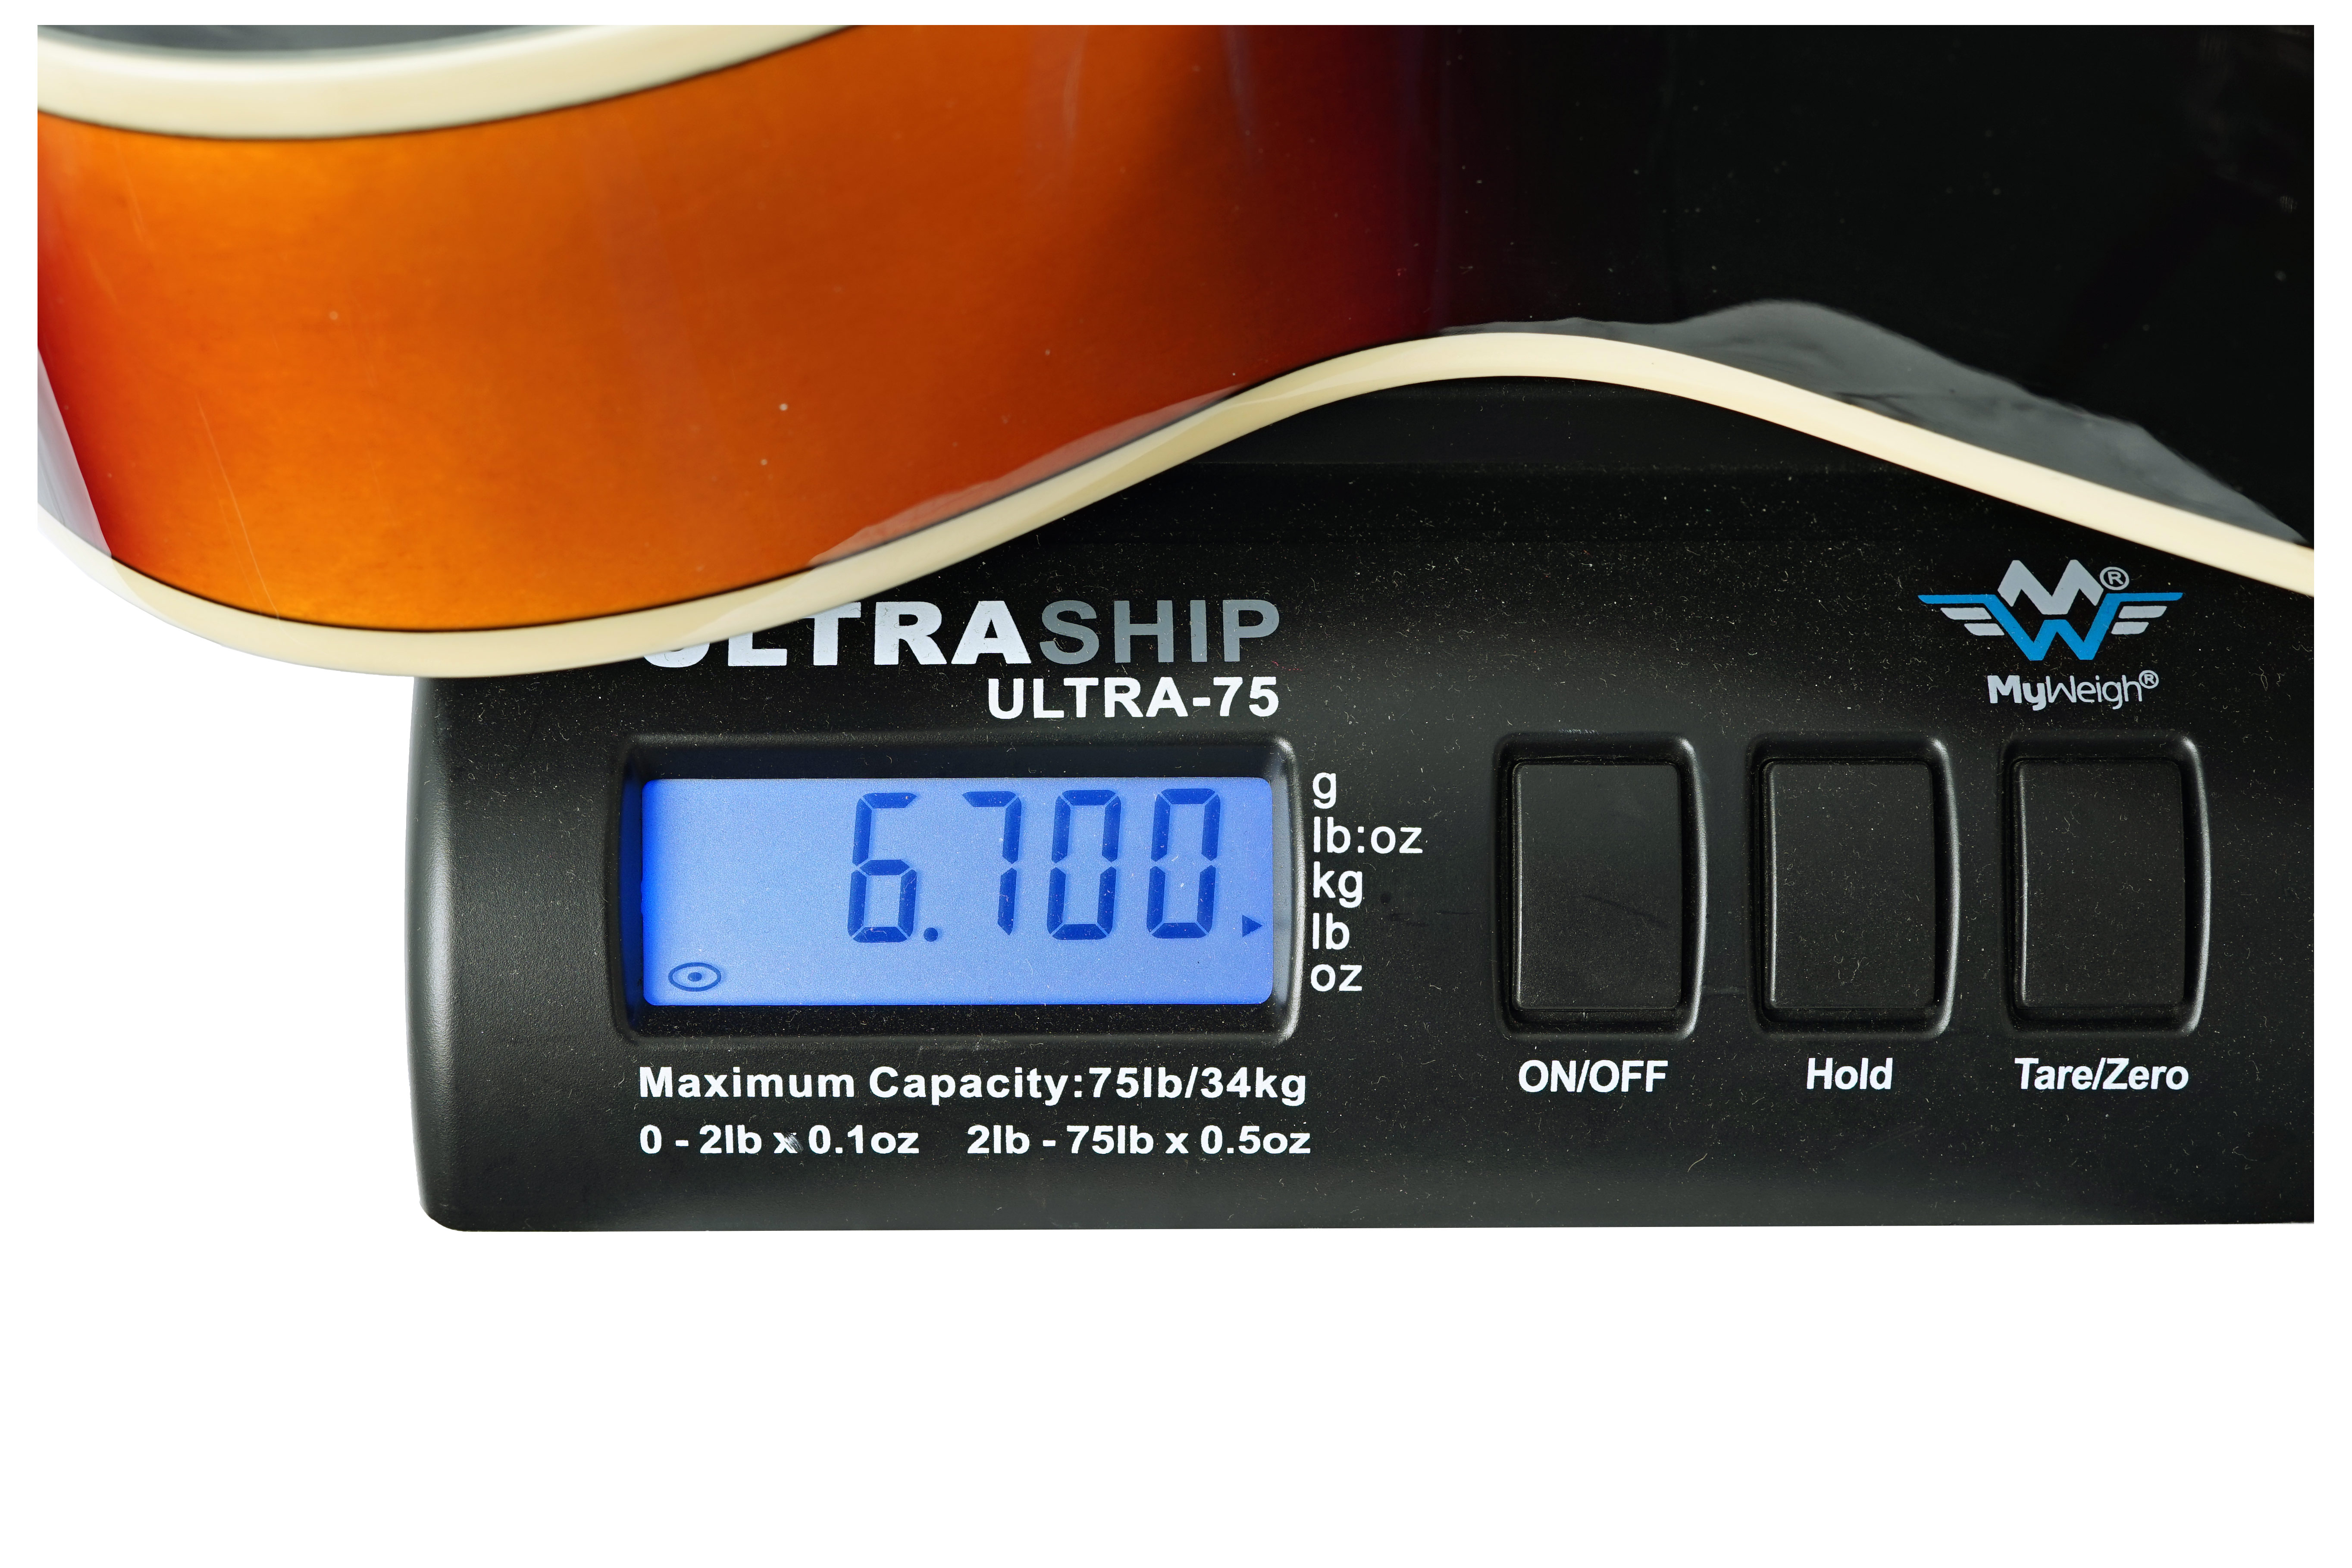 ULTRASHIP
ULTRA-75
MW®
MyWeigh®
6.700
g
lb:oz
kg
lb
oz
ON/OFF
Hold
Tare/Zero
Maximum Capacity:75lb/34kg
0 - 2lb x 0.1oz 2lb - 75lb x 0.5oz